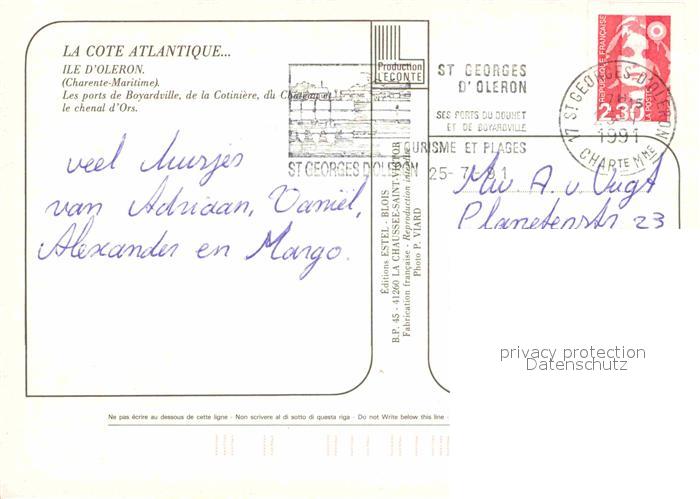 LA COTE ATLANTIQUE...
ILE D'OLERON.
(Charente-Maritime).
Les ports de Boyardville, de la Cotinière, du Château et
le chenal d'Ors.
veel kusjes
van Adriaan, Daniël,
Alexander en Margo.
Production
LECONTE
Éditions ESTEL - BLOIS
B.P. 45 - 41260 LA CHAUSSÉE-SAINT-VICTOR
Fabrication française - Reproduction interdite
Photo P. VIARD
ST GEORGES
D'OLERON
SES PORTS DU DOUHET
ET DE BOYARDVILLE
TOURISME ET PLAGES
ST GEORGES D'OLERON 25-7-91
17 ST GEORGES D'OLERON
1991
CHARTE MME
REPUBLIQUE FRANÇAISE
LA POSTE
2,30
Mw A. v. Vugt
Planetenstr 23
privacy protection
Datenschutz
Ne pas écrire au dessous de cette ligne - Non scrivere al di sotto di questa riga - Do not Write below this line -